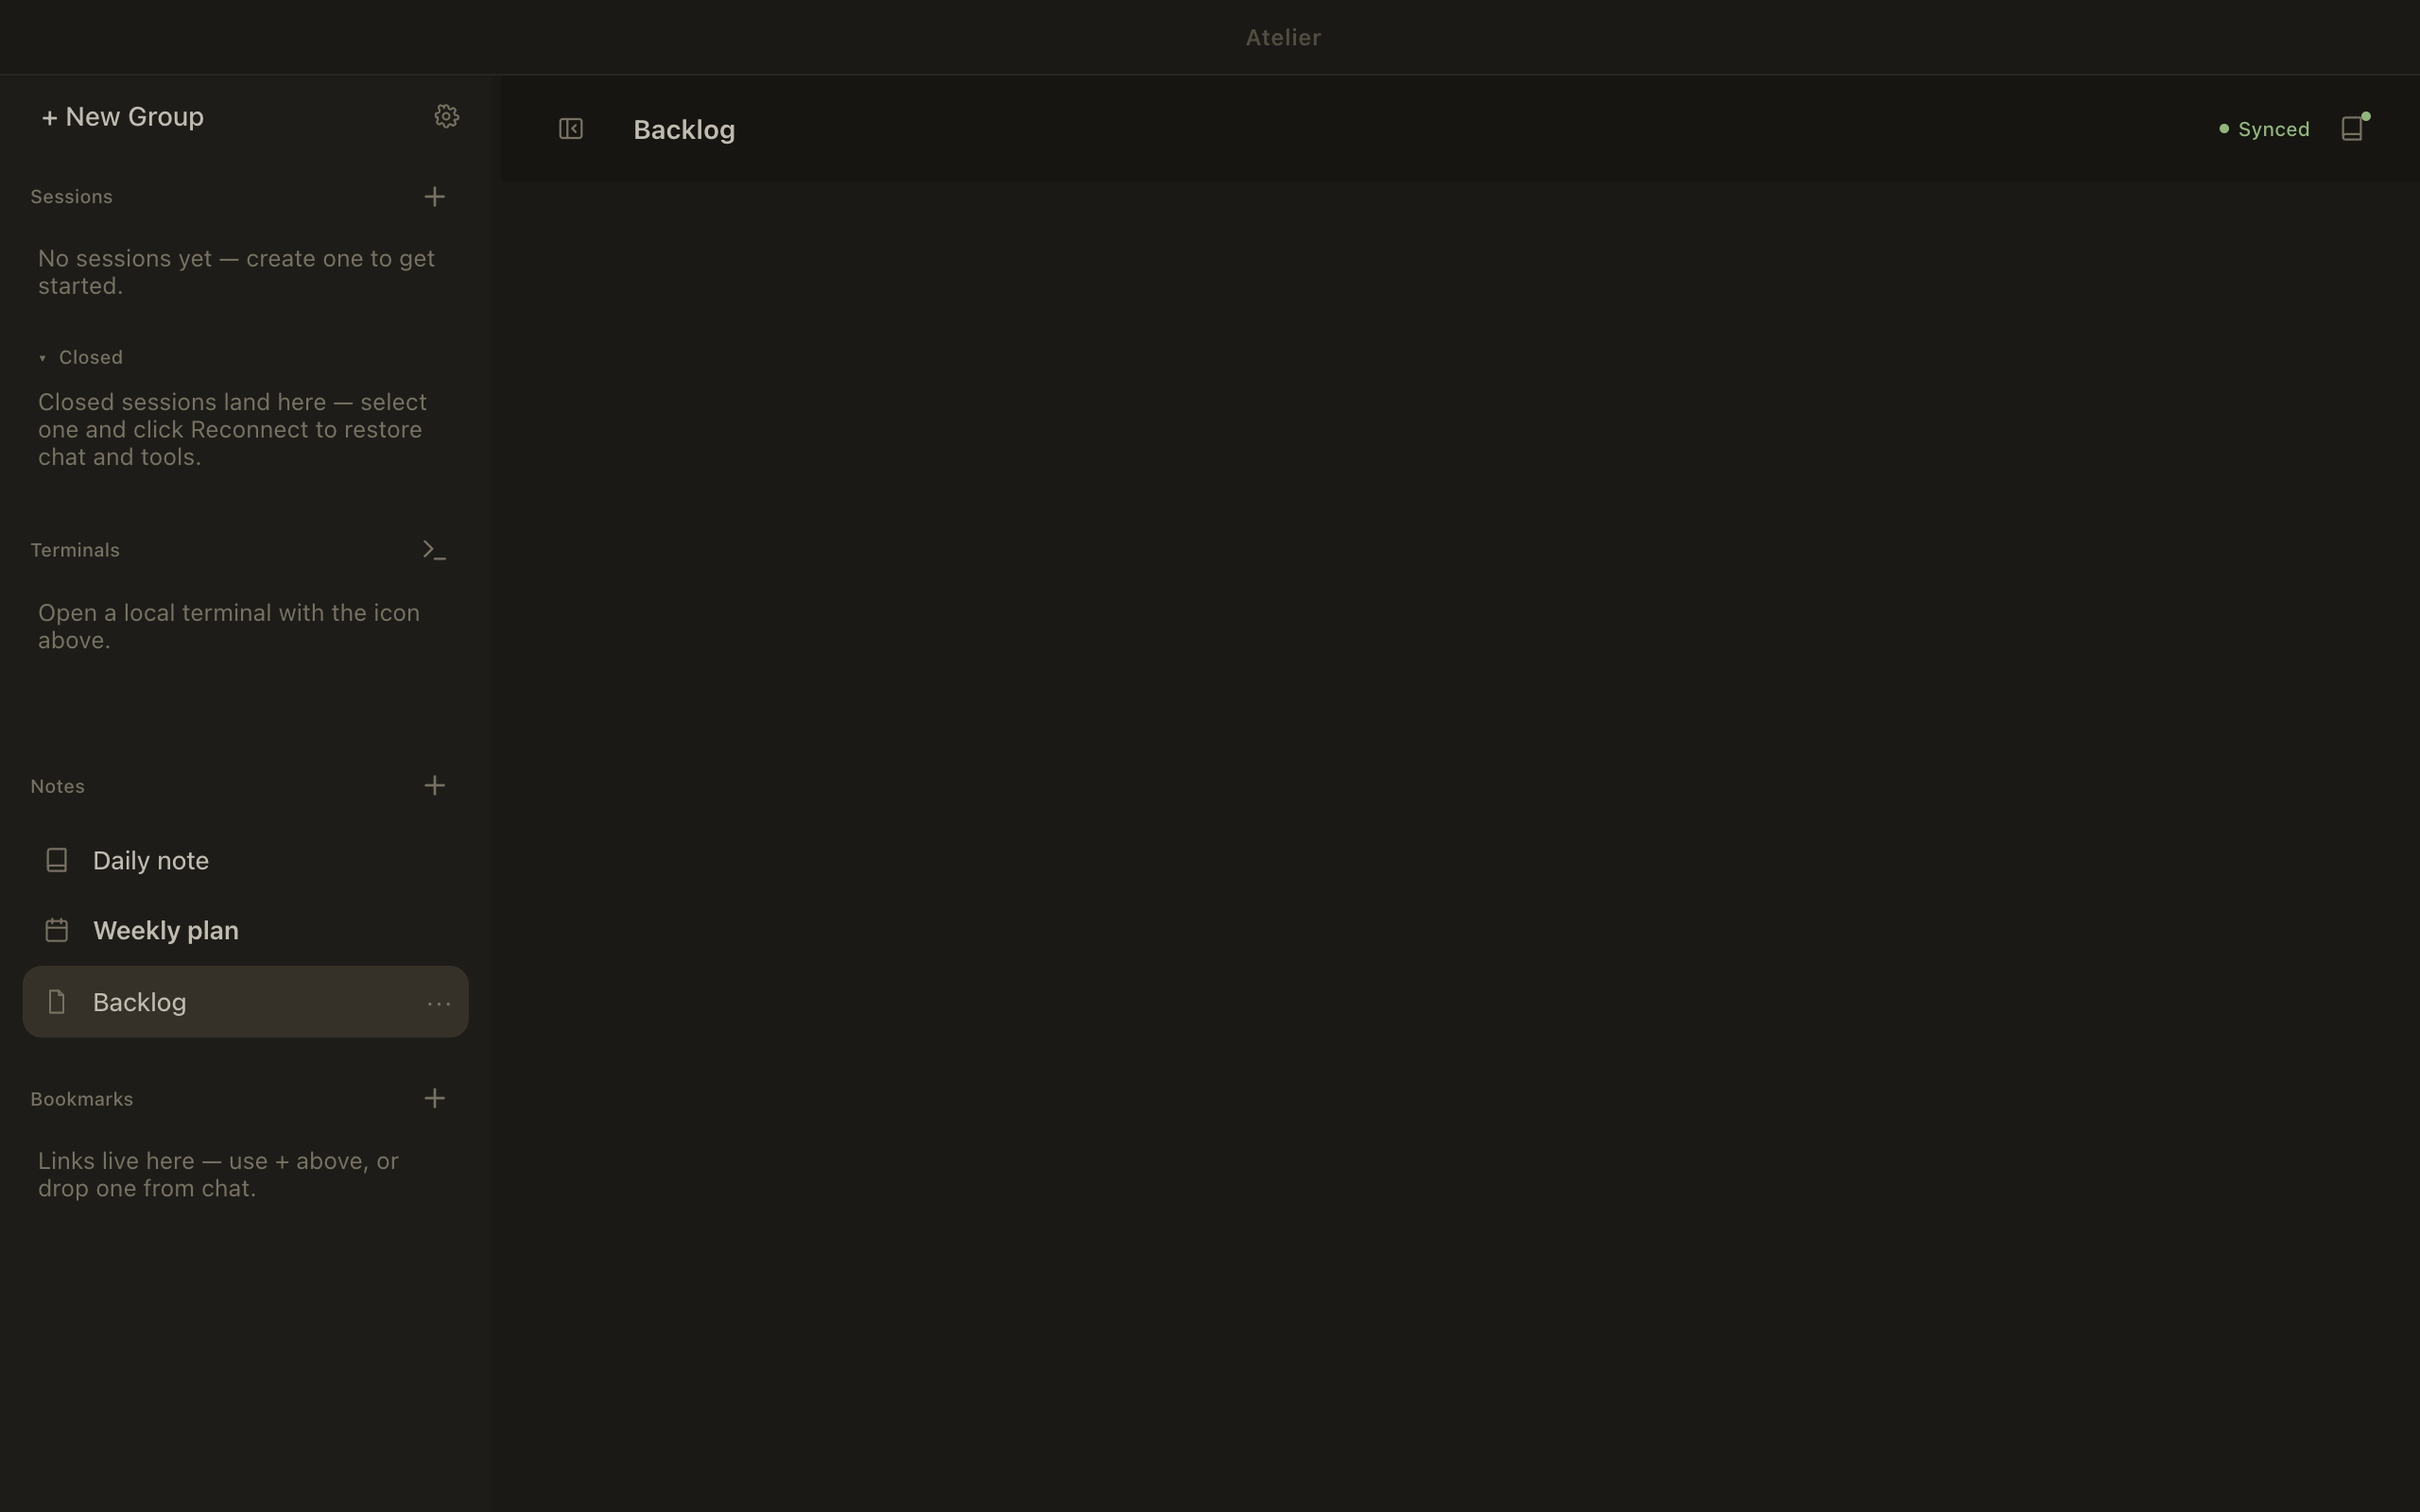 Atelier
+ New Group
Sessions
No sessions yet — create one to get
started.
Closed
Closed sessions land here — select
one and click Reconnect to restore
chat and tools.
Terminals
Open a local terminal with the icon
above.
Notes
Daily note
Weekly plan
Backlog
Bookmarks
Links live here — use + above, or
drop one from chat.
Backlog
Synced